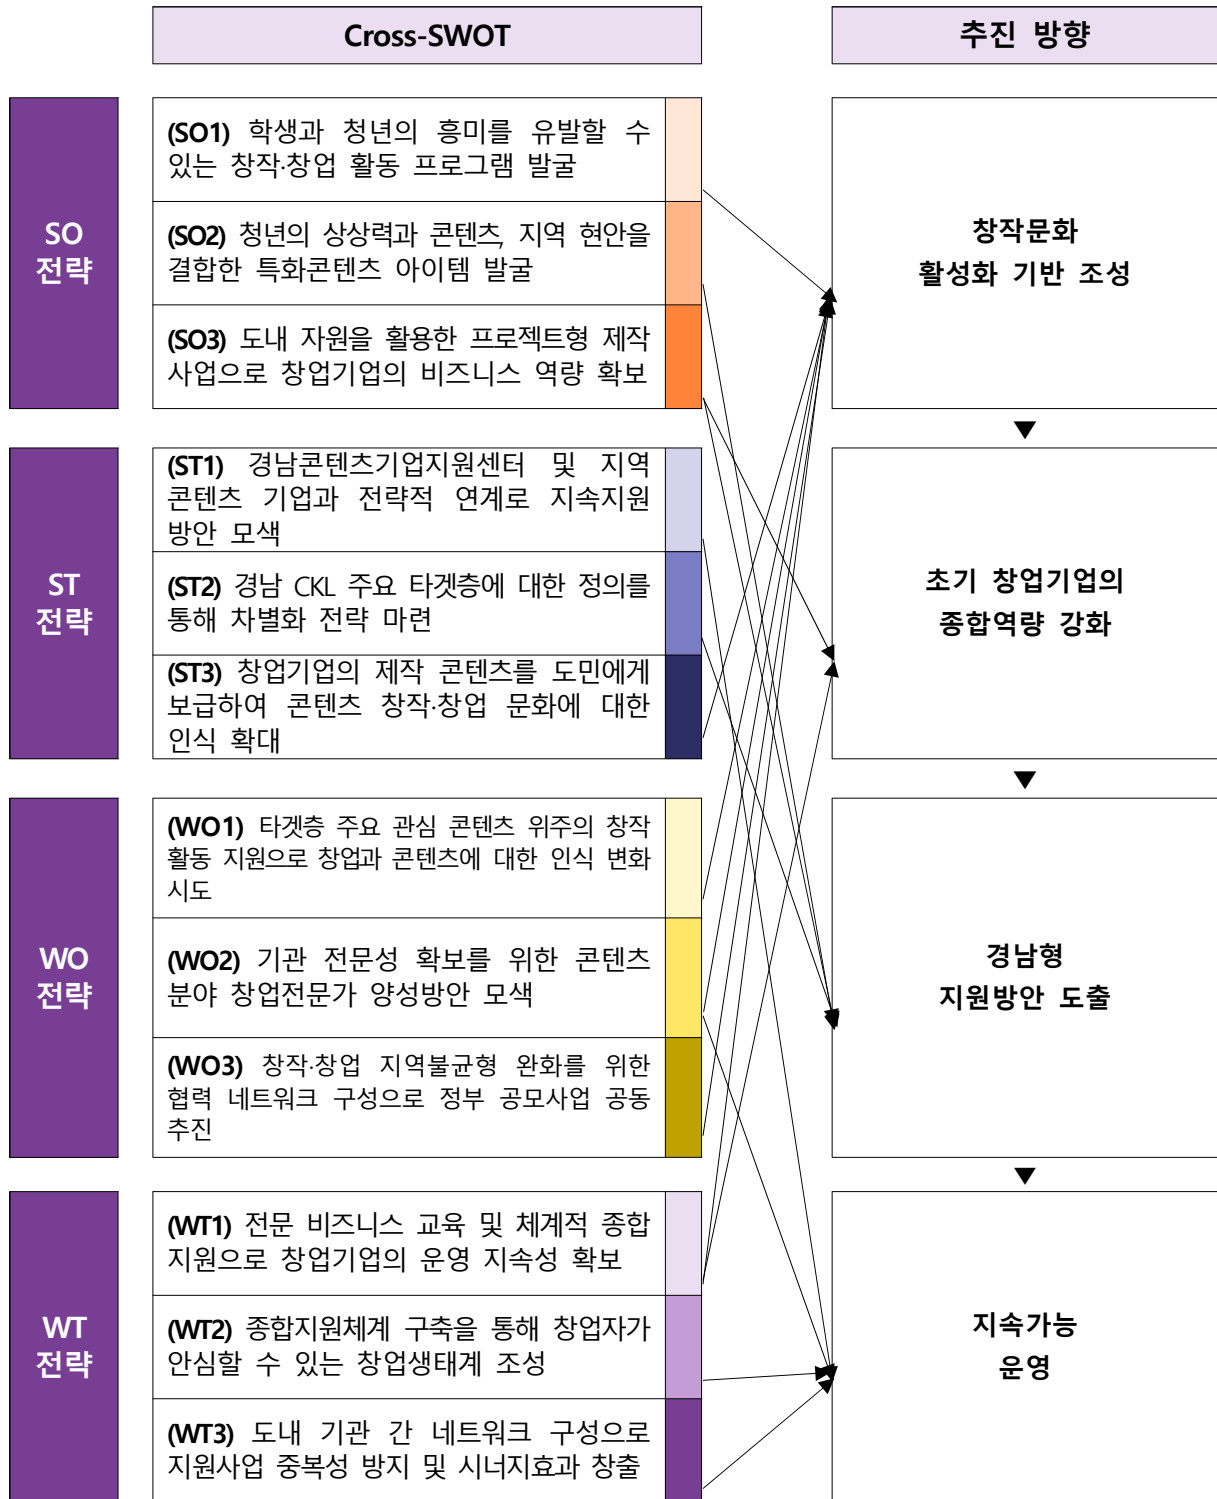 Cross-SWOT
추진 방향
SO
전략
(SO1) 학생과 청년의 흥미를 유발할 수
있는 창작·창업 활동 프로그램 발굴
(SO2) 청년의 상상력과 콘텐츠, 지역 현안을
결합한 특화콘텐츠 아이템 발굴
(SO3) 도내 자원을 활용한 프로젝트형 제작
사업으로 창업기업의 비즈니스 역량 확보
창작문화
활성화 기반 조성
▼
ST
전략
(ST1) 경남콘텐츠기업지원센터 및 지역
콘텐츠 기업과 전략적 연계로 지속지원
방안 모색
(ST2) 경남 CKL 주요 타겟층에 대한 정의를
통해 차별화 전략 마련
(ST3) 창업기업의 제작 콘텐츠를 도민에게
보급하여 콘텐츠 창작·창업 문화에 대한
인식 확대
초기 창업기업의
종합역량 강화
▼
WO
전략
(WO1) 타겟층 주요 관심 콘텐츠 위주의 창작
활동 지원으로 창업과 콘텐츠에 대한 인식 변화
시도
(WO2) 기관 전문성 확보를 위한 콘텐츠
분야 창업전문가 양성방안 모색
(WO3) 창작·창업 지역불균형 완화를 위한
협력 네트워크 구성으로 정부 공모사업 공동
추진
경남형
지원방안 도출
▼
WT
전략
(WT1) 전문 비즈니스 교육 및 체계적 종합
지원으로 창업기업의 운영 지속성 확보
(WT2) 종합지원체계 구축을 통해 창업자가
안심할 수 있는 창업생태계 조성
(WT3) 도내 기관 간 네트워크 구성으로
지원사업 중복성 방지 및 시너지효과 창출
지속가능
운영